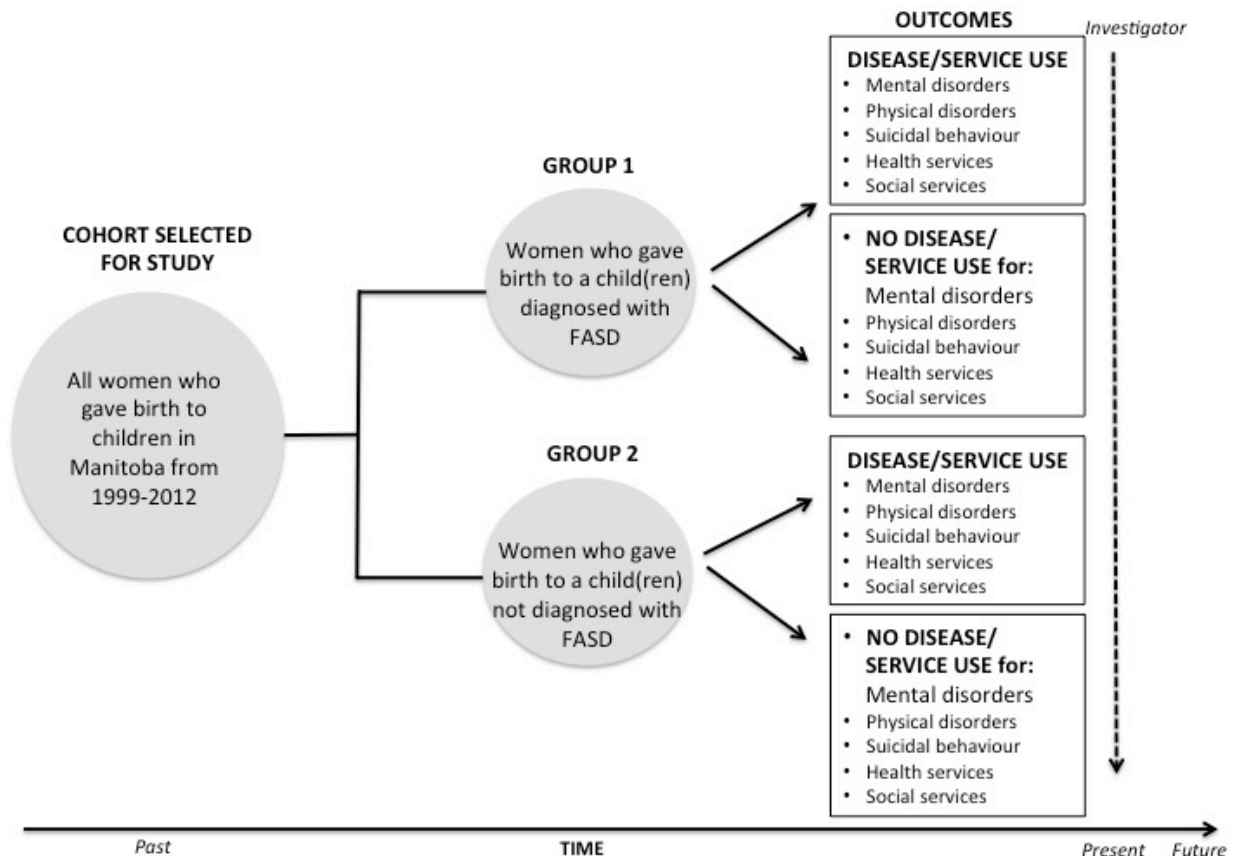 OUTCOMES
Investigator
DISEASE/SERVICE USE
• Mental disorders
• Physical disorders
• Suicidal behaviour
• Health services
• Social services
GROUP 1
Women who gave
birth to a child(ren)
diagnosed with
FASD
• NO DISEASE/
SERVICE USE for:
Mental disorders
• Physical disorders
• Suicidal behaviour
• Health services
• Social services
COHORT SELECTED
FOR STUDY
All women who
gave birth to
children in
Manitoba from
1999-2012
GROUP 2
Women who gave
birth to a child(ren)
not diagnosed with
FASD
DISEASE/SERVICE USE
• Mental disorders
• Physical disorders
• Suicidal behaviour
• Health services
• Social services
• NO DISEASE/
SERVICE USE for:
Mental disorders
• Physical disorders
• Suicidal behaviour
• Health services
• Social services
Past
TIME
Present
Future